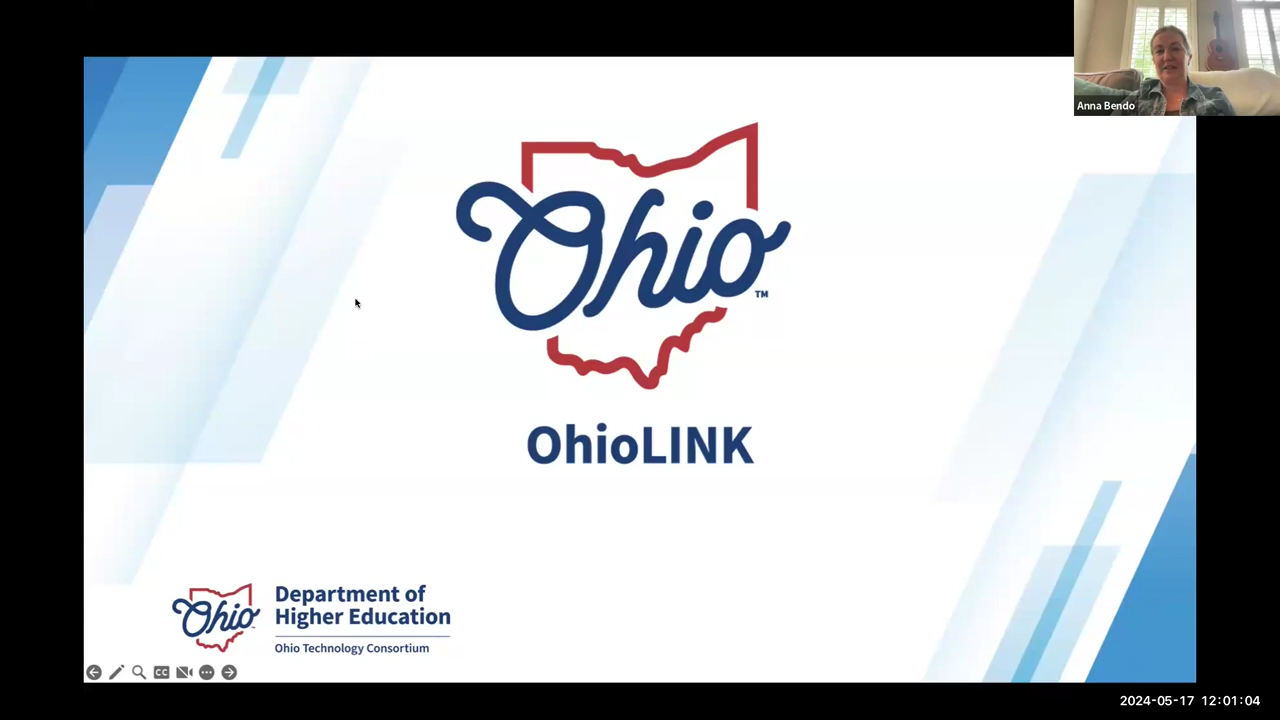 Anna Bendo
Ohio
TM
OhioLINK
Ohio
Department of
Higher Education
Ohio Technology Consortium
CC
2024-05-17 12:01:04